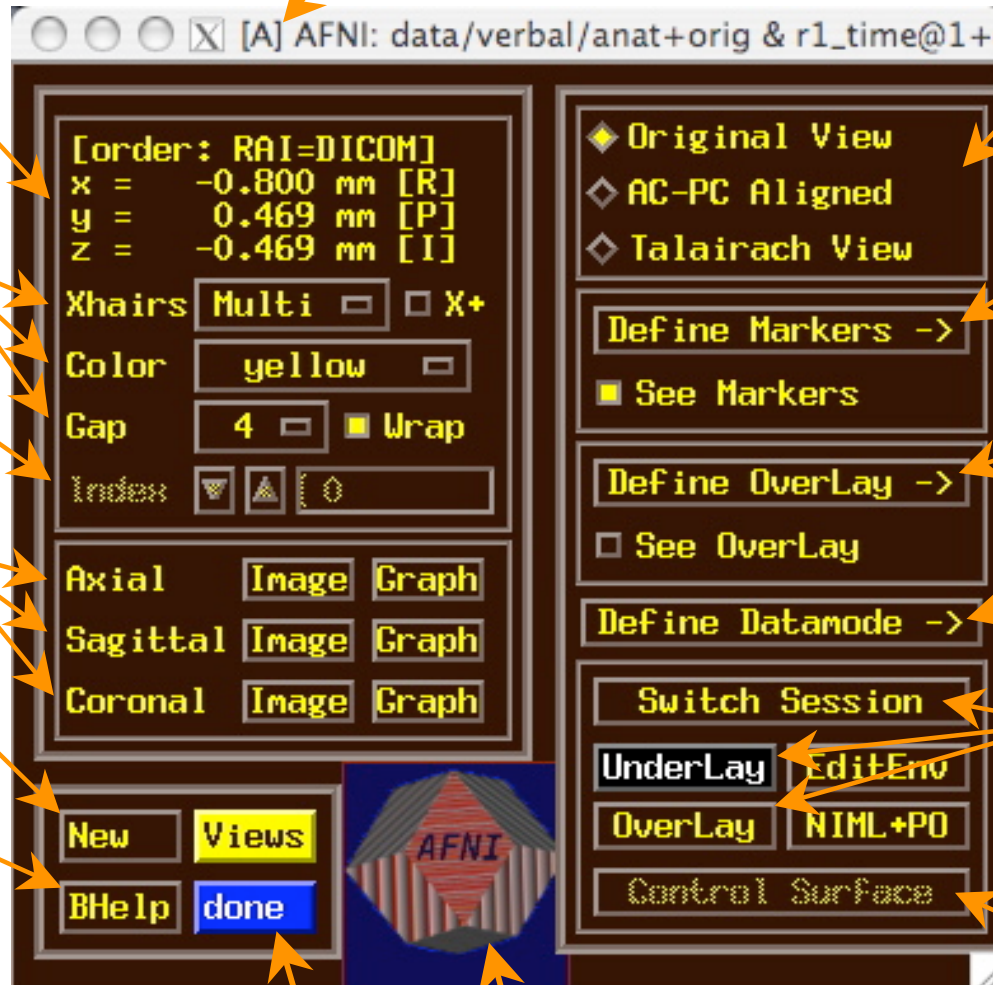 [A] AFNI: data/verbal/anat+orig & r1_time@1+
[order: RAI=DICOM]
x = -0.800 mm [R]
y = 0.469 mm [P]
z = -0.469 mm [I]
Xhairs Multi X+
Color yellow
Gap 4 Wrap
Index 0
Axial Image Graph
Sagittal Image Graph
Coronal Image Graph
New Views
BHelp done
AFNI
Original View
AC-PC Aligned
Talairach View
Define Markers ->
See Markers
Define OverLay ->
See OverLay
Define Datamode ->
Switch Session
UnderLay EditEnv
OverLay NIML+PO
Control Surface